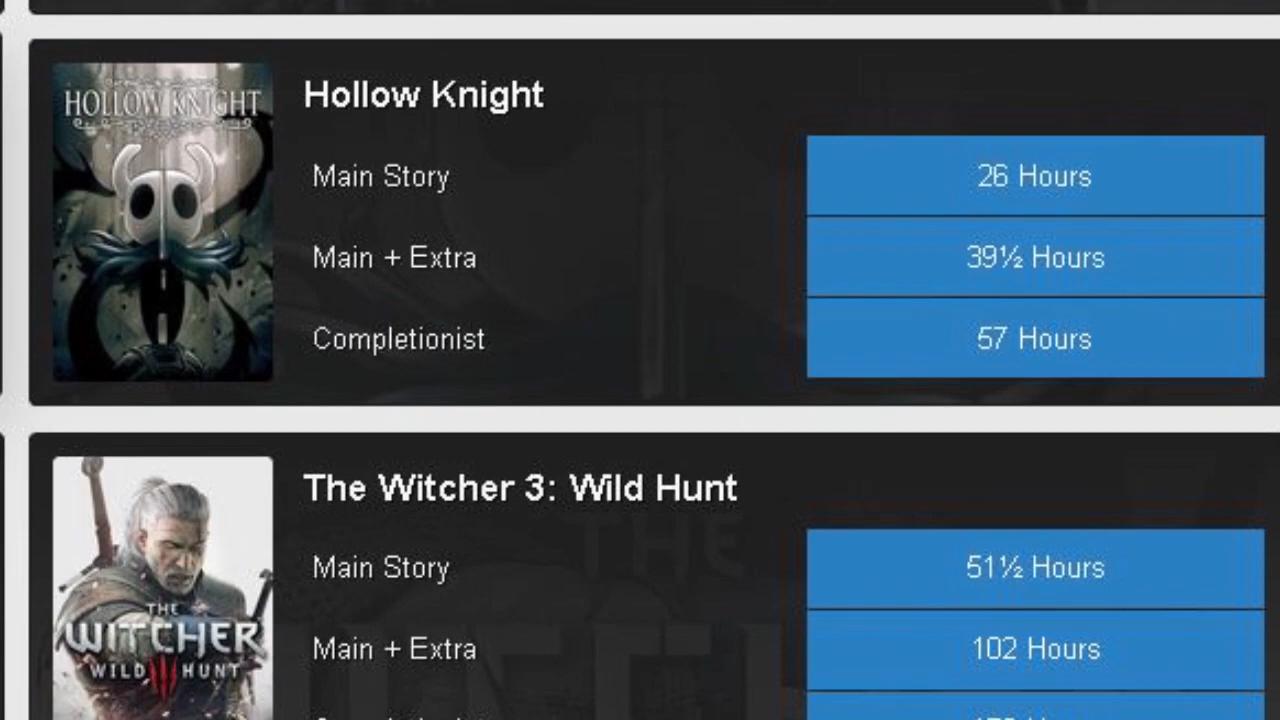 HOLLOW KNIGHT
Hollow Knight
Main Story
26 Hours
Main + Extra
39½ Hours
Completionist
57 Hours
The Witcher 3: Wild Hunt
THE
WITCHER
WILD HUNT
Main Story
51½ Hours
Main + Extra
102 Hours